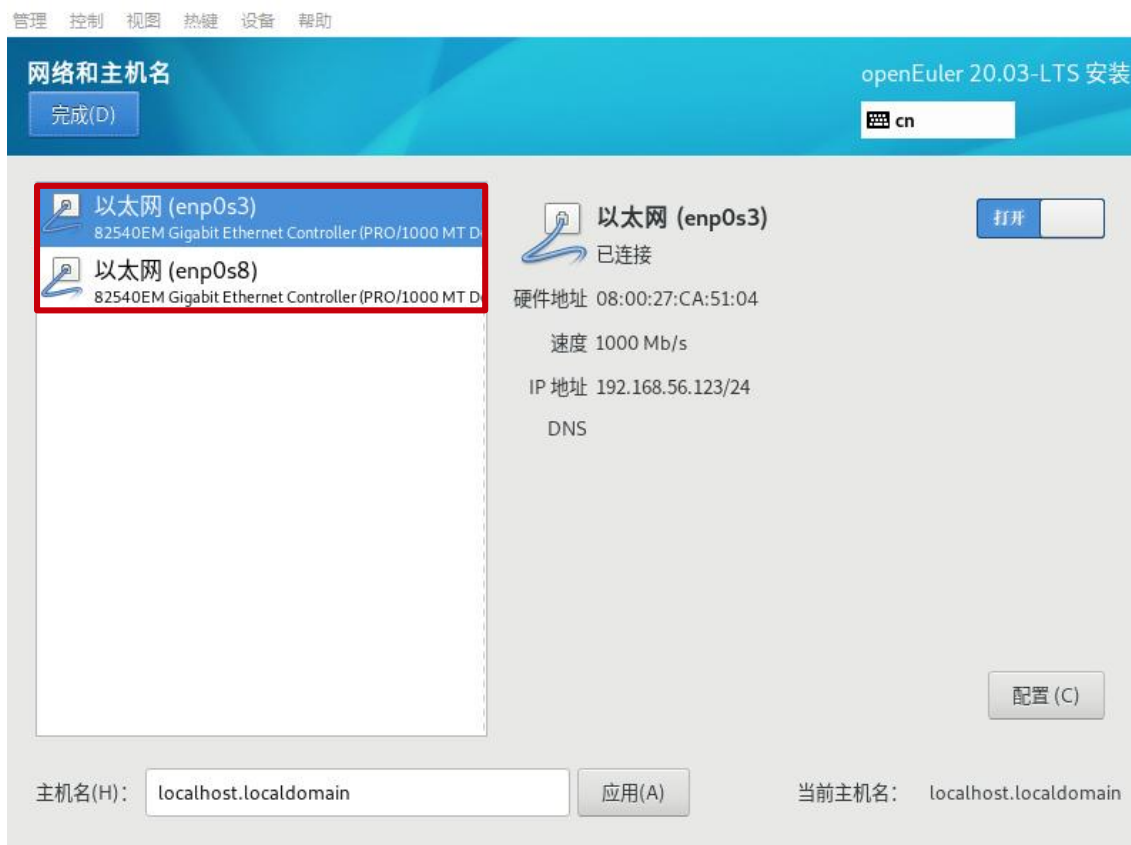 管理 控制 视图 热键 设备 帮助
网络和主机名
openEuler 20.03-LTS 安装
完成(D)
cn
以太网 (enp0s3)
82540EM Gigabit Ethernet Controller (PRO/1000 MT D
以太网 (enp0s8)
82540EM Gigabit Ethernet Controller (PRO/1000 MT D
以太网 (enp0s3)
已连接
打开
硬件地址 08:00:27:CA:51:04
速度 1000 Mb/s
IP 地址 192.168.56.123/24
DNS
配置 (C)
主机名(H)： localhost.localdomain 应用(A) 当前主机名： localhost.localdomain